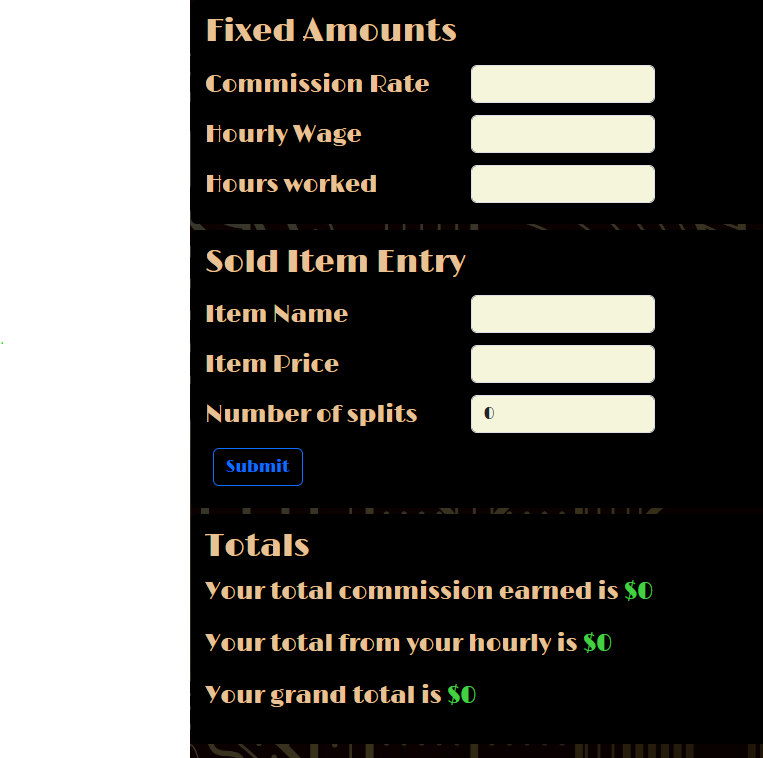 Fixed Amounts
Commission Rate
Hourly Wage
Hours worked
Sold Item Entry
Item Name
Item Price
Number of splits 0
Submit
Totals
Your total commission earned is $0
Your total from your hourly is $0
Your grand total is $0